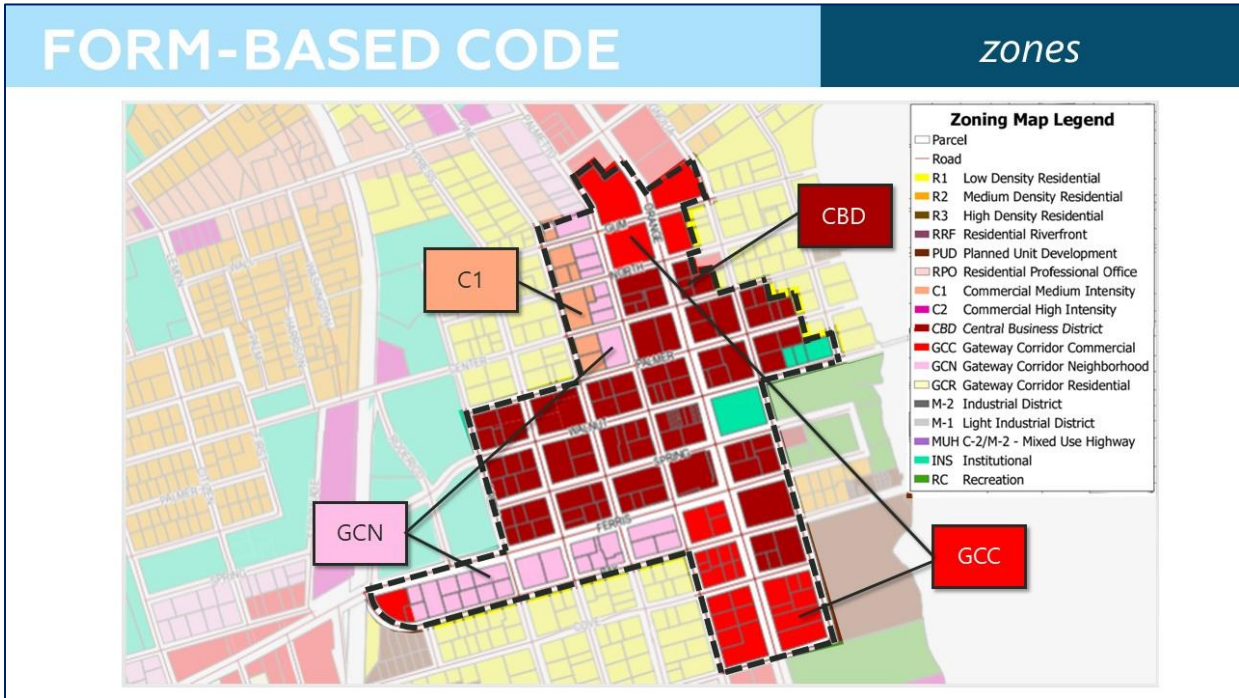 FORM-BASED CODE
zones
Zoning Map Legend
Parcel
Road
R1 Low Density Residential
R2 Medium Density Residential
R3 High Density Residential
RRF Residential Riverfront
PUD Planned Unit Development
RPO Residential Professional Office
C1 Commercial Medium Intensity
C2 Commercial High Intensity
CBD Central Business District
GCC Gateway Corridor Commercial
GCN Gateway Corridor Neighborhood
GCR Gateway Corridor Residential
M-2 Industrial District
M-1 Light Industrial District
MUH C-2/M-2 - Mixed Use Highway
INS Institutional
RC Recreation
CBD
C1
GCN
GCC
GUM
ORANGE
NORTH
CENTER
PALMER
WALNUT
SPRING
FERRIS
COVE
SPRING